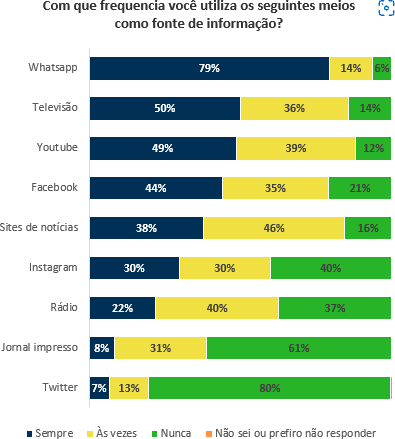 Com que frequencia você utiliza os seguintes meios
como fonte de informação?
Whatsapp 79% 14% 6%
Televisão 50% 36% 14%
Youtube 49% 39% 12%
Facebook 44% 35% 21%
Sites de notícias 38% 46% 16%
Instagram 30% 30% 40%
Rádio 22% 40% 37%
Jornal impresso 8% 31% 61%
Twitter 7% 13% 80%
Sempre Às vezes Nunca Não sei ou prefiro não responder